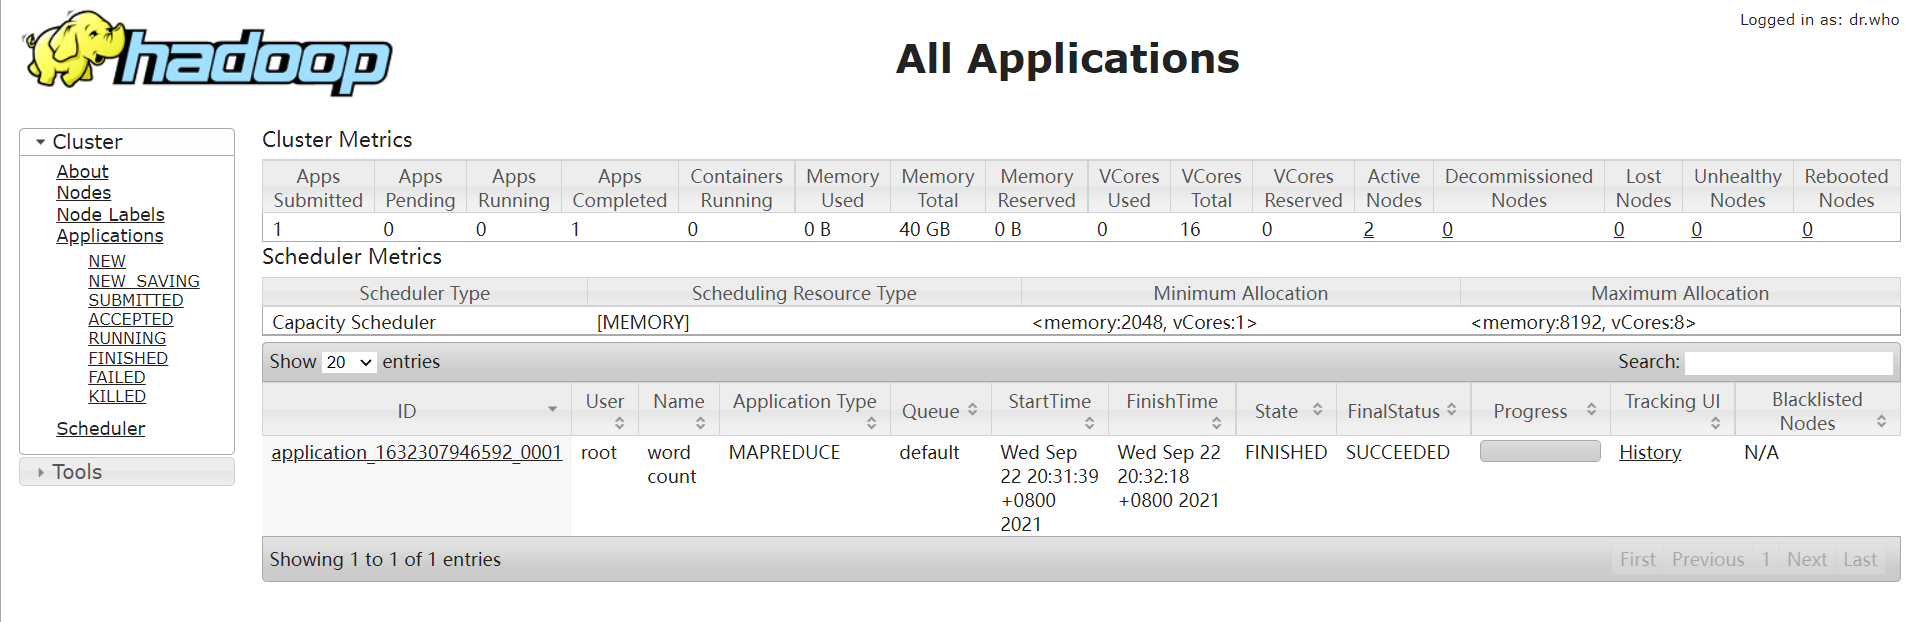 Logged in as: dr.who
hadoop
All Applications
Cluster
About
Nodes
Node Labels
Applications
NEW
NEW_SAVING
SUBMITTED
ACCEPTED
RUNNING
FINISHED
FAILED
KILLED
Scheduler
Tools
Cluster Metrics
Apps Submitted Apps Pending Apps Running Apps Completed Containers Running Memory Used Memory Total Memory Reserved VCores Used VCores Total VCores Reserved Active Nodes Decommissioned Nodes Lost Nodes Unhealthy Nodes Rebooted Nodes
1 0 0 1 0 0 B 40 GB 0 B 0 16 0 2 0 0 0 0
Scheduler Metrics
Scheduler Type Scheduling Resource Type Minimum Allocation Maximum Allocation
Capacity Scheduler [MEMORY] <memory:2048, vCores:1> <memory:8192, vCores:8>
Show 20 entries Search:
ID User Name Application Type Queue StartTime FinishTime State FinalStatus Progress Tracking UI Blacklisted Nodes
application_1632307946592_0001 root word count MAPREDUCE default Wed Sep 22 20:31:39 +0800 2021 Wed Sep 22 20:32:18 +0800 2021 FINISHED SUCCEEDED History N/A
Showing 1 to 1 of 1 entries First Previous 1 Next Last